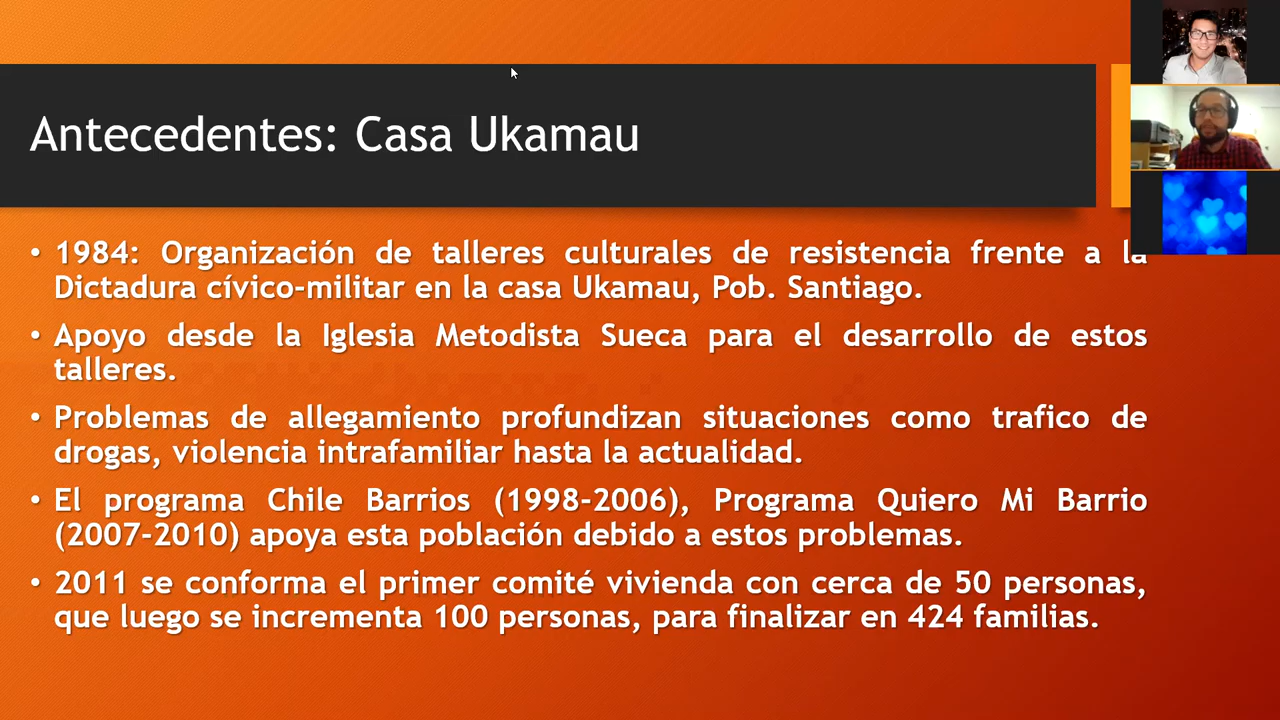 Antecedentes: Casa Ukamau
• 1984: Organización de talleres culturales de resistencia frente a la
Dictadura cívico-militar en la casa Ukamau, Pob. Santiago.
• Apoyo desde la Iglesia Metodista Sueca para el desarrollo de estos
talleres.
• Problemas de allegamiento profundizan situaciones como trafico de
drogas, violencia intrafamiliar hasta la actualidad.
• El programa Chile Barrios (1998-2006), Programa Quiero Mi Barrio
(2007-2010) apoya esta población debido a estos problemas.
• 2011 se conforma el primer comité vivienda con cerca de 50 personas,
que luego se incrementa 100 personas, para finalizar en 424 familias.